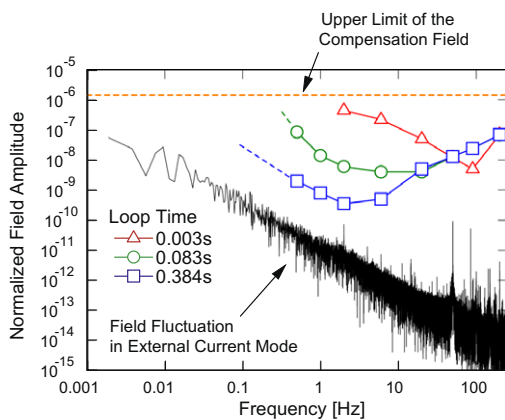 Upper Limit of the
Compensation Field
Normalized Field Amplitude
10^-5
10^-6
10^-7
10^-8
10^-9
10^-10
10^-11
10^-12
10^-13
10^-14
10^-15
Loop Time
0.003s
0.083s
0.384s
Field Fluctuation
in External Current Mode
0.001 0.01 0.1 1 10 100
Frequency [Hz]